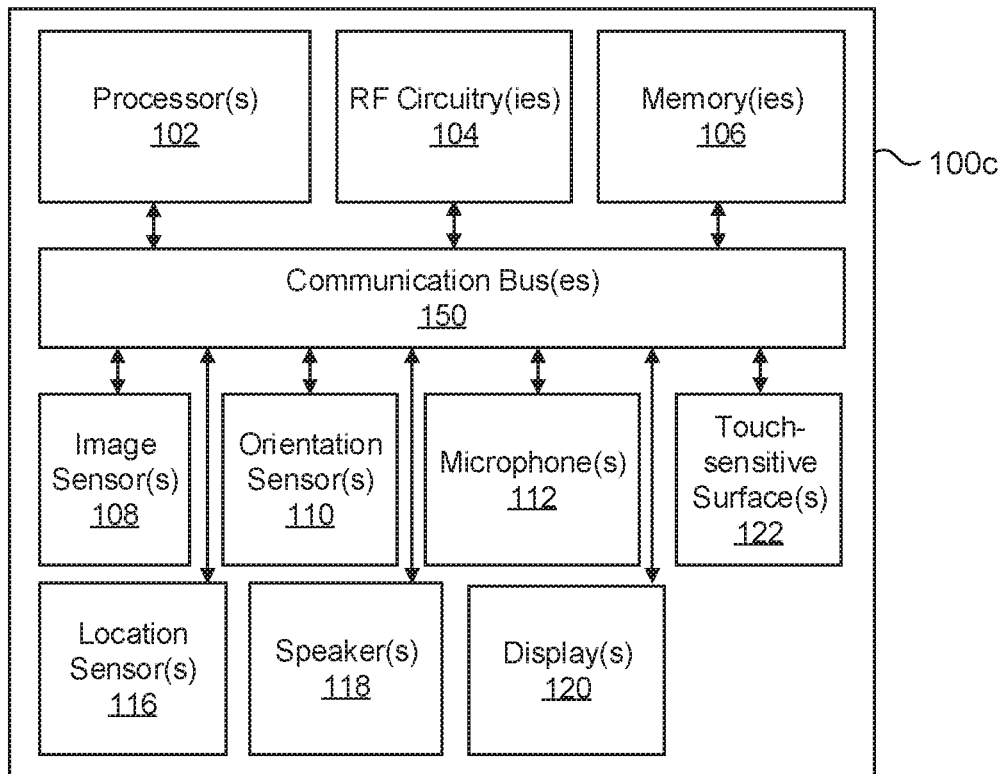 Processor(s)
102
RF Circuitry(ies)
104
Memory(ies)
106
100c
Communication Bus(es)
150
Image
Sensor(s)
108
Orientation
Sensor(s)
110
Microphone(s)
112
Touch-
sensitive
Surface(s)
122
Location
Sensor(s)
116
Speaker(s)
118
Display(s)
120